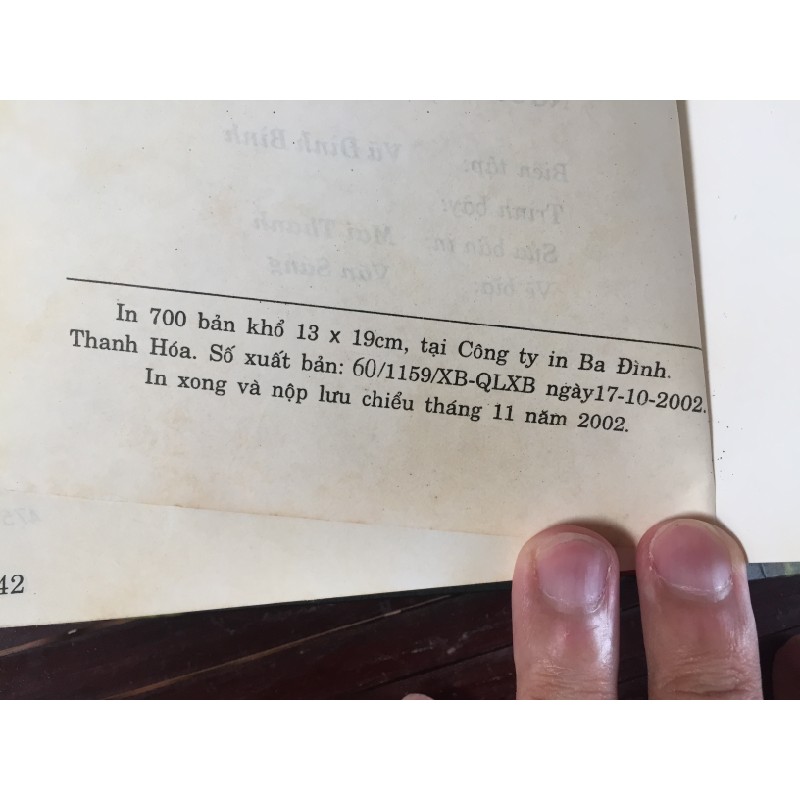 Vũ Đình Bình
Biên tập:
Trình bày:
Mai Thanh
Sửa bản in:
Văn Sang
Vẽ bìa:
In 700 bản khổ 13 x 19cm, tại Công ty in Ba Đình.
Thanh Hóa. Số xuất bản: 60/1159/XB-QLXB ngày17-10-2002.
In xong và nộp lưu chiểu tháng 11 năm 2002.
475
42